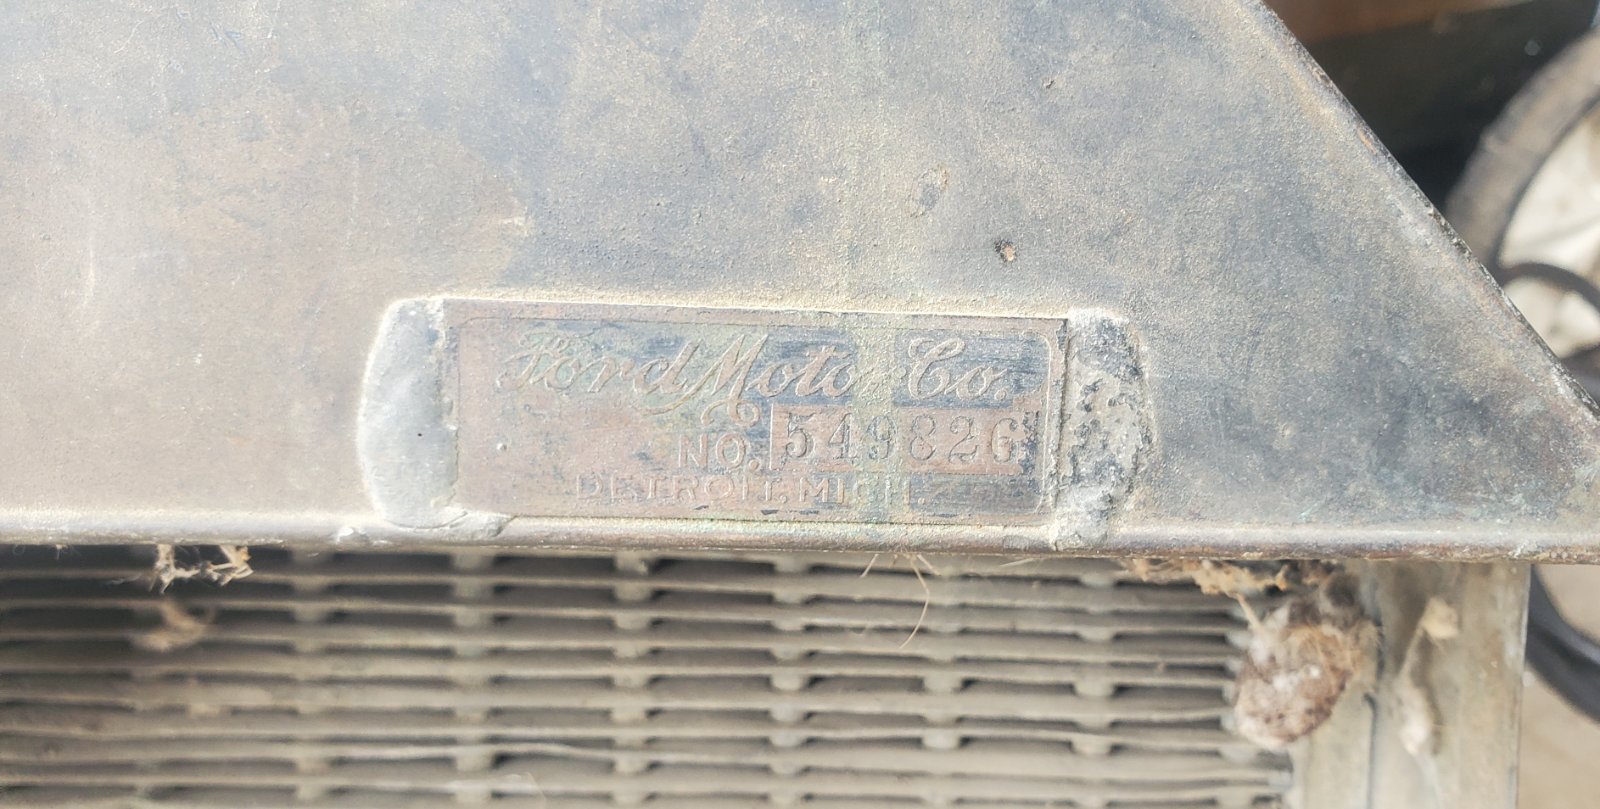 Ford Motor Co.
NO. 549826
DETROIT, MICH.